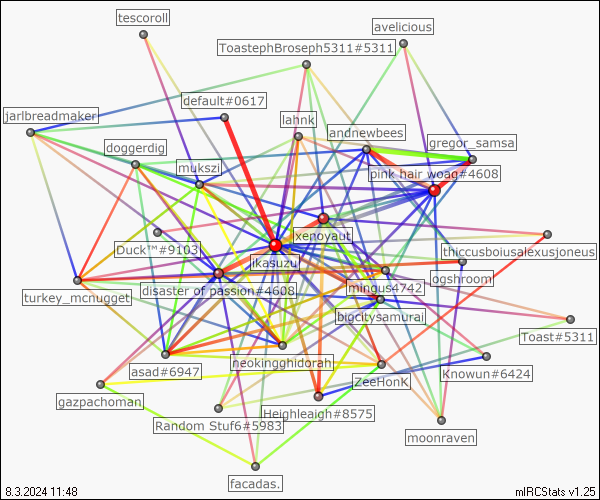 tescoroll
avelicious
ToastephBroseph5311#5311
default#0617
jarlbreadmaker
lahnk
andnewbees
gregor_samsa
doggerdig
mukszi
pink hair woag#4608
xenoyaut
Duck™#9103
ikasuzu
thiccusboiusalexusjoneus
ogshroom
turkey_mcnugget
disaster of passion#4608
mingus4742
bigcitysamurai
Toast#5311
neokingghidorah
asad#6947
ZeeHonK
Knowun#6424
gazpachoman
Heighleaigh#8575
Random Stuf6#5983
moonraven
facadas.
8.3.2024 11:48
mIRCStats v1.25